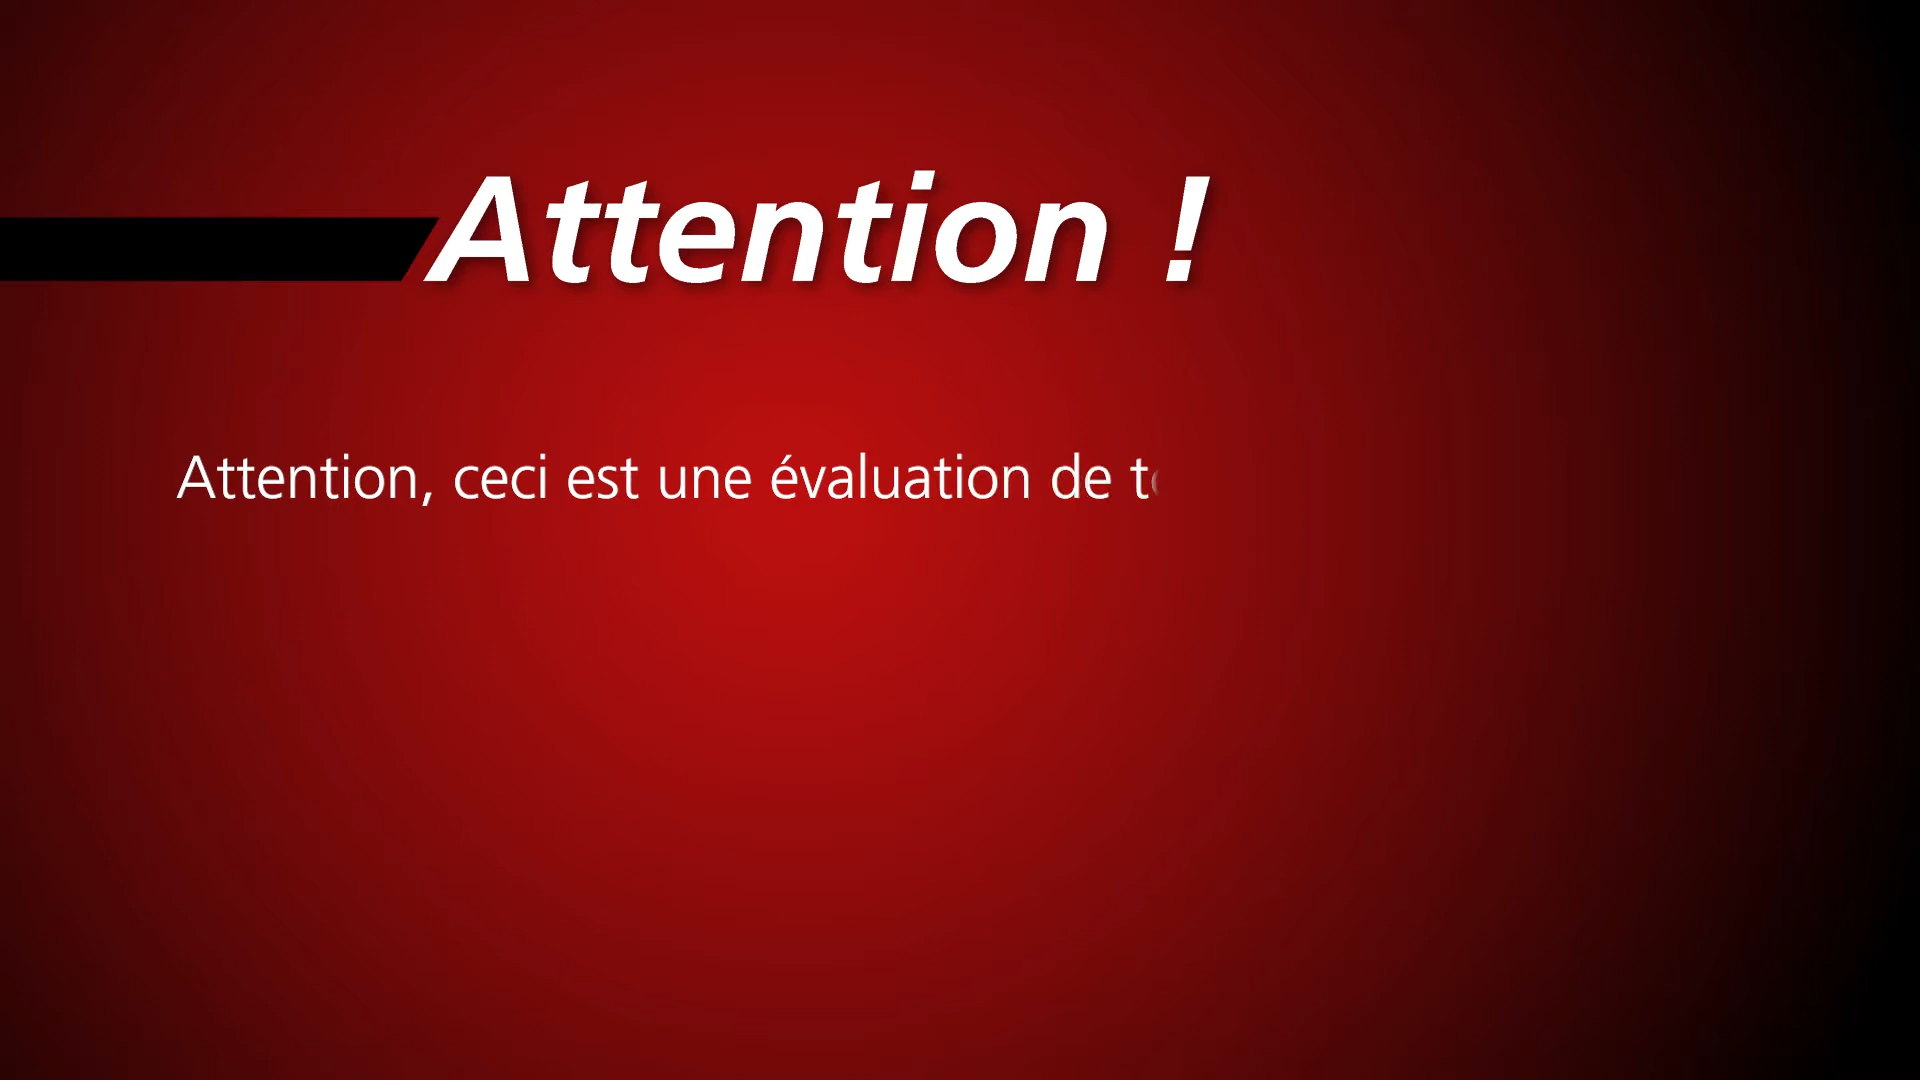 Attention !
Attention, ceci est une évaluation de